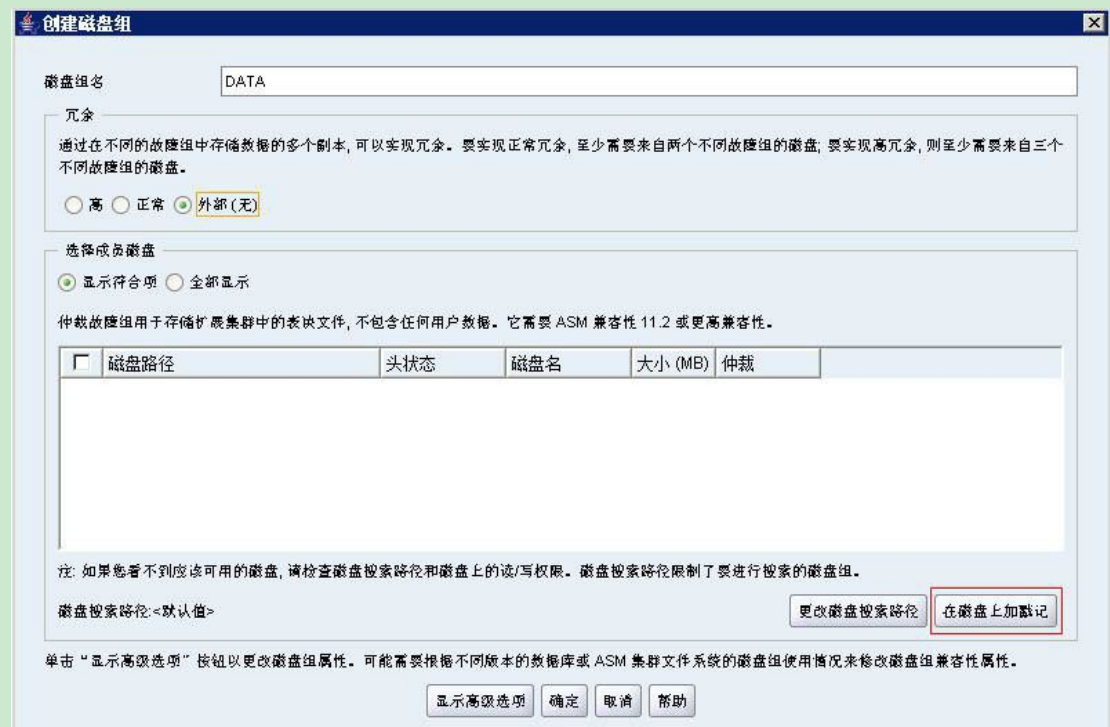 创建磁盘组
磁盘组名 DATA
冗余
通过在不同的故障组中存储数据的多个副本, 可以实现冗余。要实现正常冗余, 至少需要来自两个不同故障组的磁盘; 要实现高冗余, 则至少需要来自三个
不同故障组的磁盘。
高 正常 外部 (无)
选择成员磁盘
显示符合项 全部显示
仲裁故障组用于存储扩展集群中的表决文件, 不包含任何用户数据。它需要 ASM 兼容性 11.2 或更高兼容性。
磁盘路径 头状态 磁盘名 大小 (MB) 仲裁
注: 如果您看不到应该可用的磁盘, 请检查磁盘搜索路径和磁盘上的读/写权限。磁盘搜索路径限制了要进行搜索的磁盘组。
磁盘搜索路径:<默认值> 更改磁盘搜索路径 在磁盘上加戳记
单击 "显示高级选项" 按钮以更改磁盘组属性。可能需要根据不同版本的数据库或 ASM 集群文件系统的磁盘组使用情况来修改磁盘组兼容性属性。
显示高级选项 确定 取消 帮助